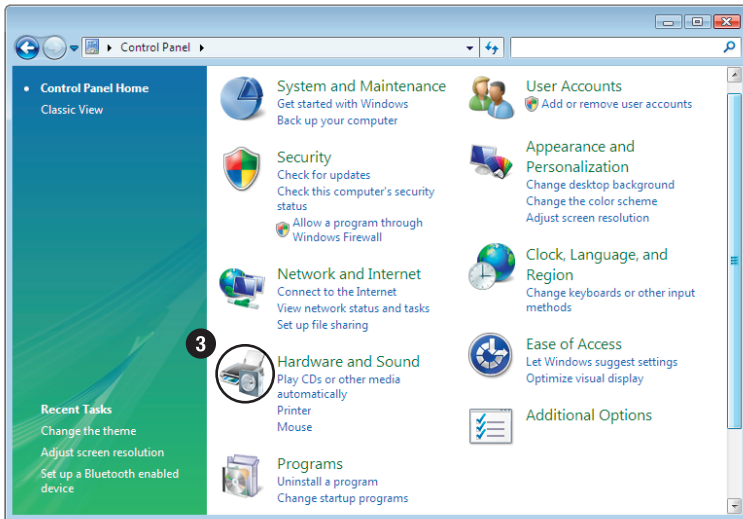 Control Panel
Control Panel Home
Classic View
System and Maintenance
Get started with Windows
Back up your computer
Security
Check for updates
Check this computer's security
status
Allow a program through
Windows Firewall
Network and Internet
Connect to the Internet
View network status and tasks
Set up file sharing
3
Hardware and Sound
Play CDs or other media
automatically
Printer
Mouse
Programs
Uninstall a program
Change startup programs
User Accounts
Add or remove user accounts
Appearance and
Personalization
Change desktop background
Change the color scheme
Adjust screen resolution
Clock, Language, and
Region
Change keyboards or other input
methods
Ease of Access
Let Windows suggest settings
Optimize visual display
Additional Options
Recent Tasks
Change the theme
Adjust screen resolution
Set up a Bluetooth enabled
device